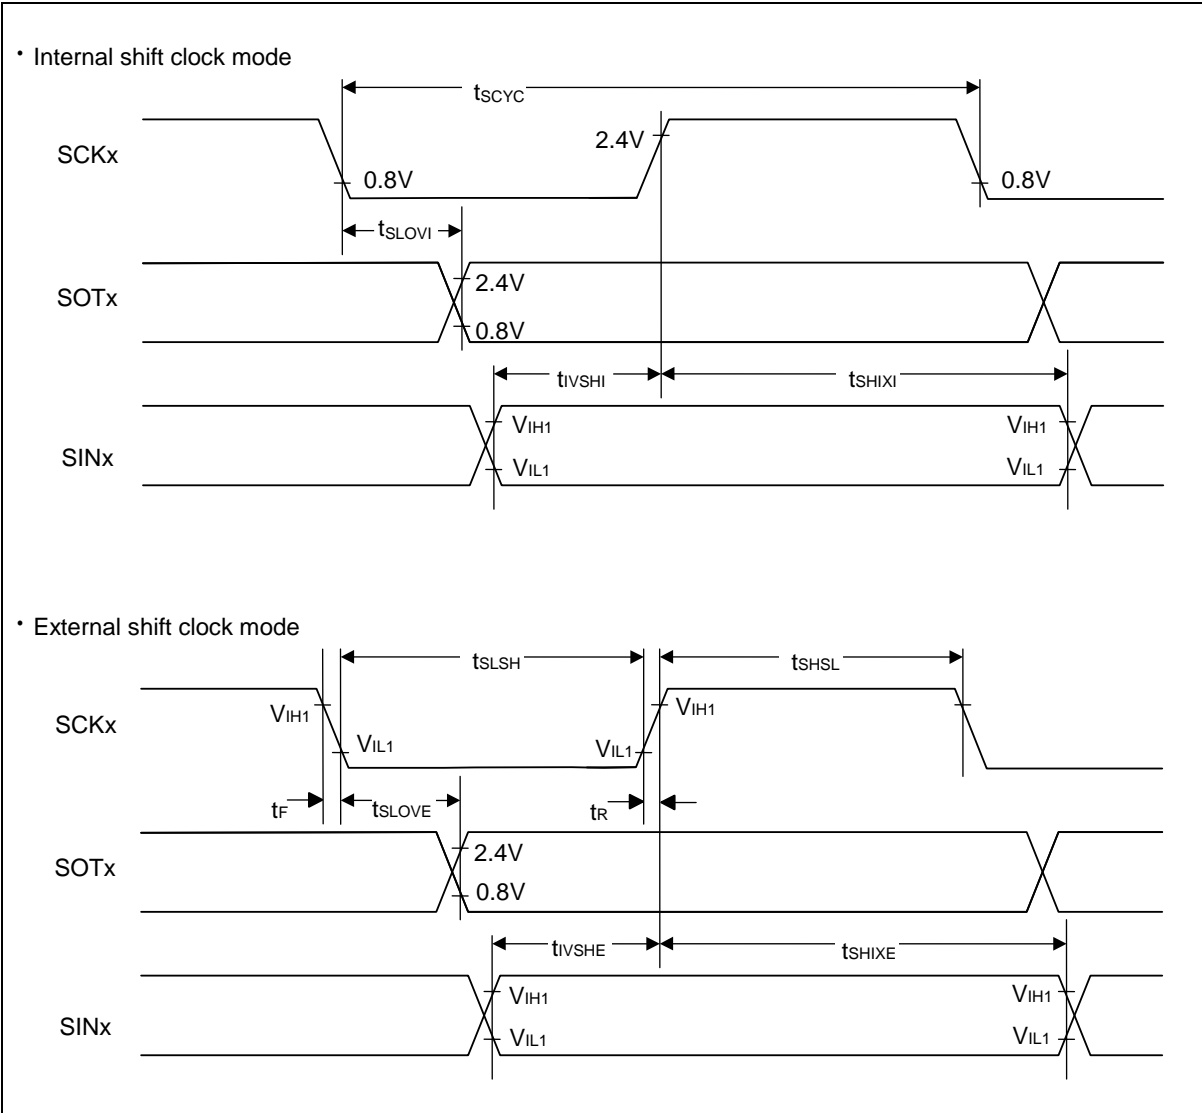 ・Internal shift clock mode
tSCYC
SCKx
2.4V
0.8V
0.8V
tSLOVI
SOTx
2.4V
0.8V
tIVSHI
tSHIXI
SINx
VIH1
VIH1
VIL1
VIL1
・External shift clock mode
tSLSH
tSHSL
SCKx
VIH1
VIH1
VIL1
VIL1
tF
tSLOVE
tR
SOTx
2.4V
0.8V
tIVSHE
tSHIXE
SINx
VIH1
VIH1
VIL1
VIL1